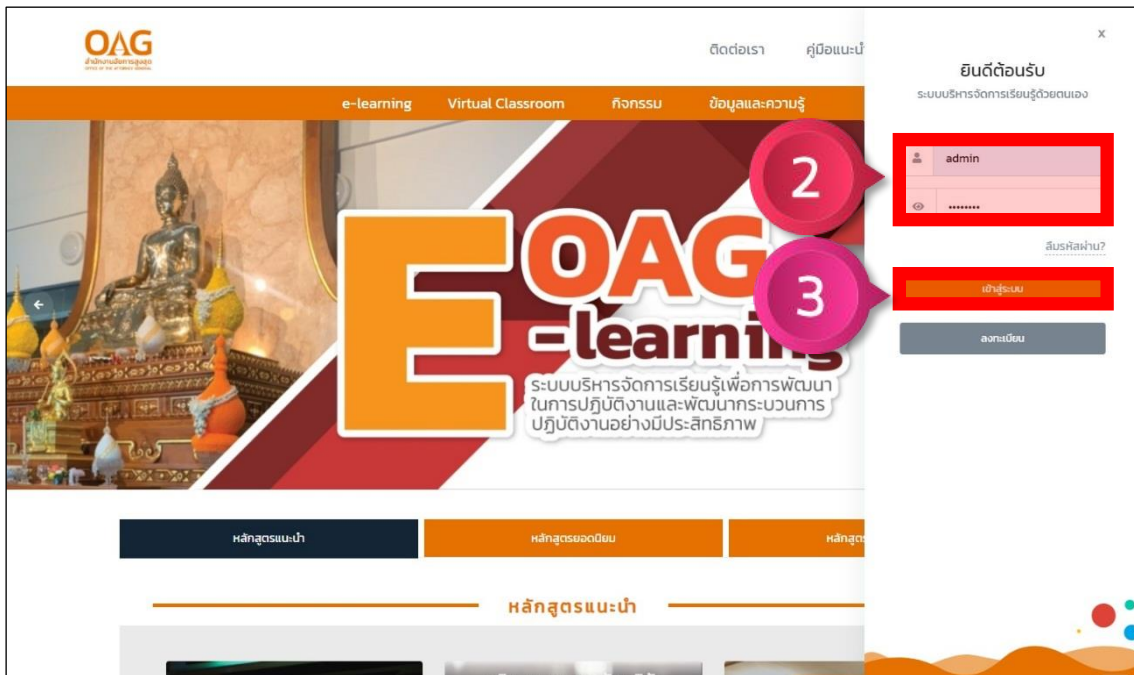 OAG
สำนักงานอัยการสูงสุด
OFFICE OF THE ATTORNEY GENERAL
ติดต่อเรา
คู่มือแนะนำ
e-learning
Virtual Classroom
กิจกรรม
ข้อมูลและความรู้
E
OAG
e-learning
ระบบบริหารจัดการเรียนรู้เพื่อการพัฒนา
ในการปฏิบัติงานและพัฒนากระบวนการ
ปฏิบัติงานอย่างมีประสิทธิภาพ
x
ยินดีต้อนรับ
ระบบบริหารจัดการเรียนรู้ด้วยตนเอง
2
admin
••••••••
ลืมรหัสผ่าน?
3
เข้าสู่ระบบ
ลงทะเบียน
หลักสูตรแนะนำ
หลักสูตรยอดนิยม
หลักสูตร
หลักสูตรแนะนำ